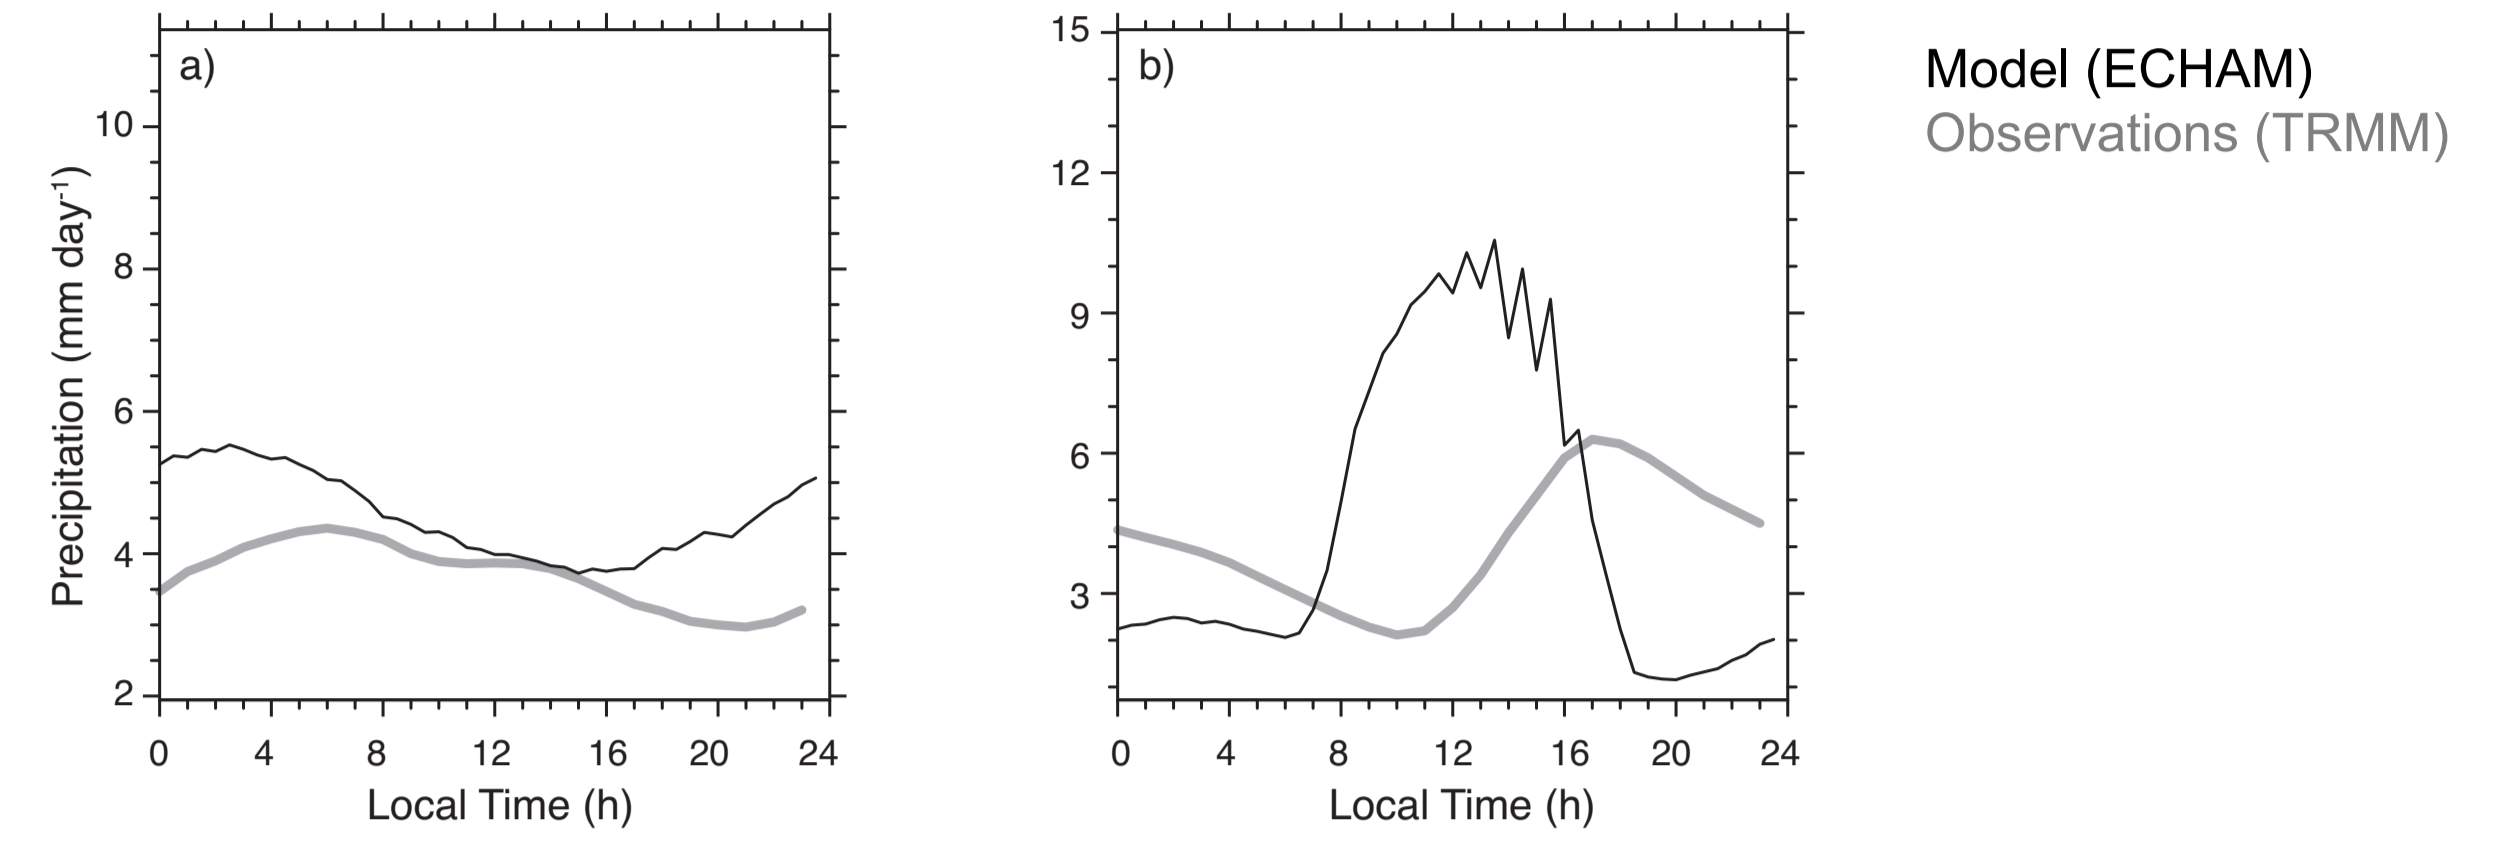 a)
Precipitation (mm day-1)
10
8
6
4
2
0 4 8 12 16 20 24
Local Time (h)
b)
15
12
9
6
3
0 4 8 12 16 20 24
Local Time (h)
Model (ECHAM)
Observations (TRMM)